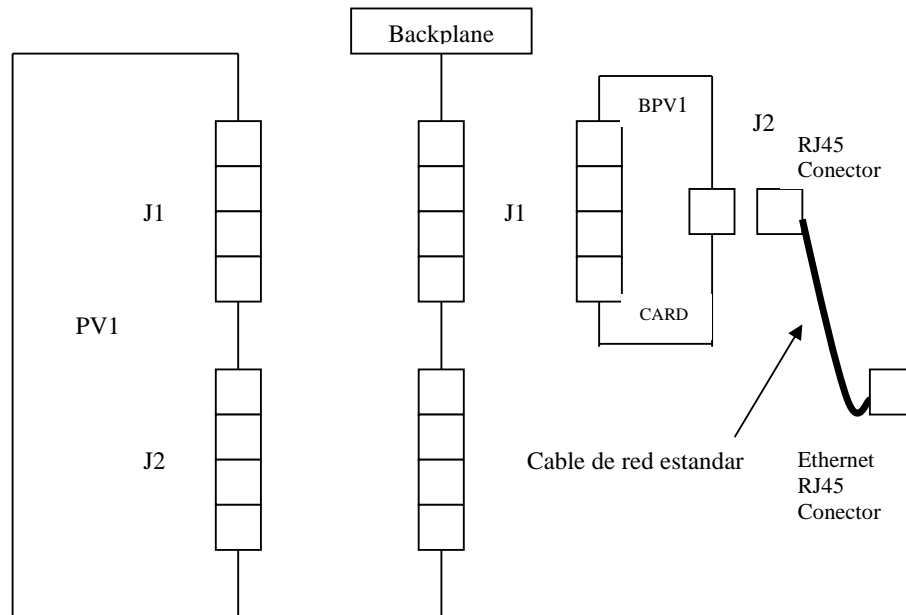 Backplane
BPV1
J2
RJ45
Conector
J1
J1
CARD
PV1
J2
Cable de red estandar
Ethernet
RJ45
Conector